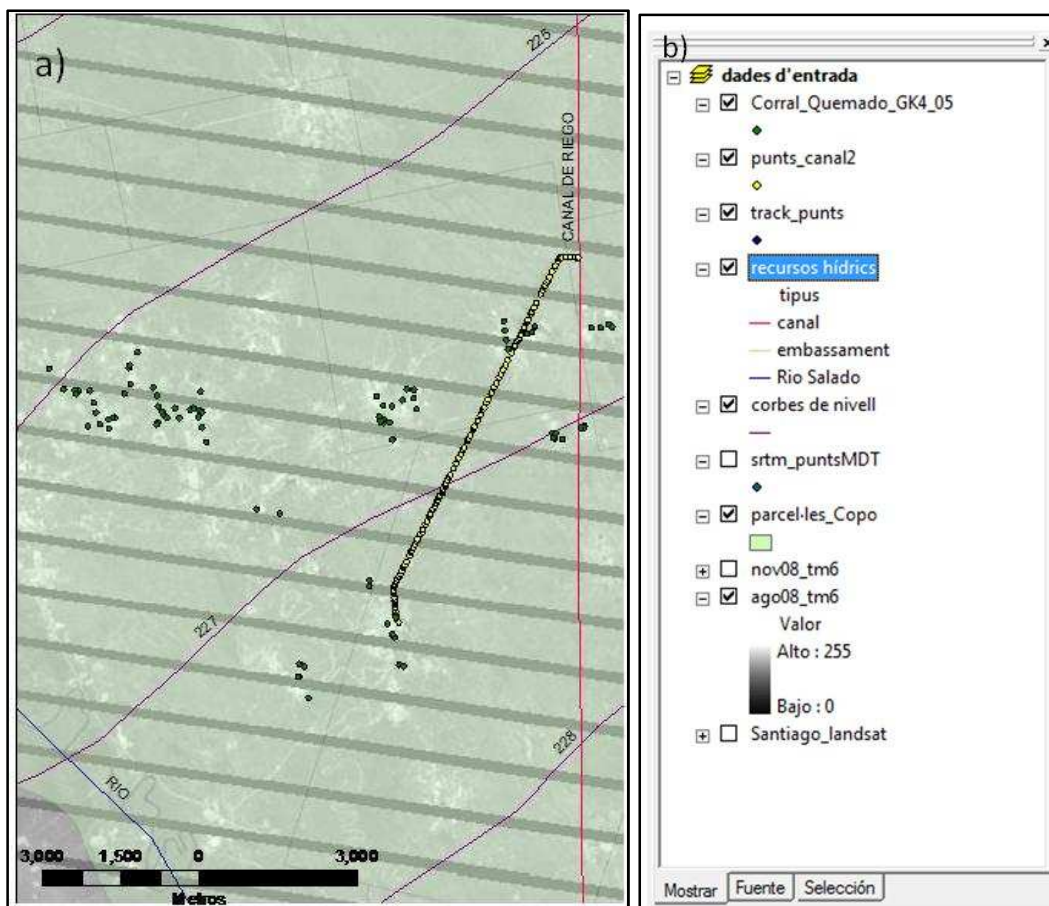 a)
225
CANAL DE RIEGO
227
228
RIO
3,000 1,500 0 3,000
Metros
b)
dades d'entrada
Corral_Quemado_GK4_05
punts_canal2
track_punts
recursos hídrics
tipus
canal
embassament
Rio Salado
corbes de nivell
srtm_puntsMDT
parcel·les_Copo
nov08_tm6
ago08_tm6
Valor
Alto : 255
Bajo : 0
Santiago_landsat
Mostrar Fuente Selección